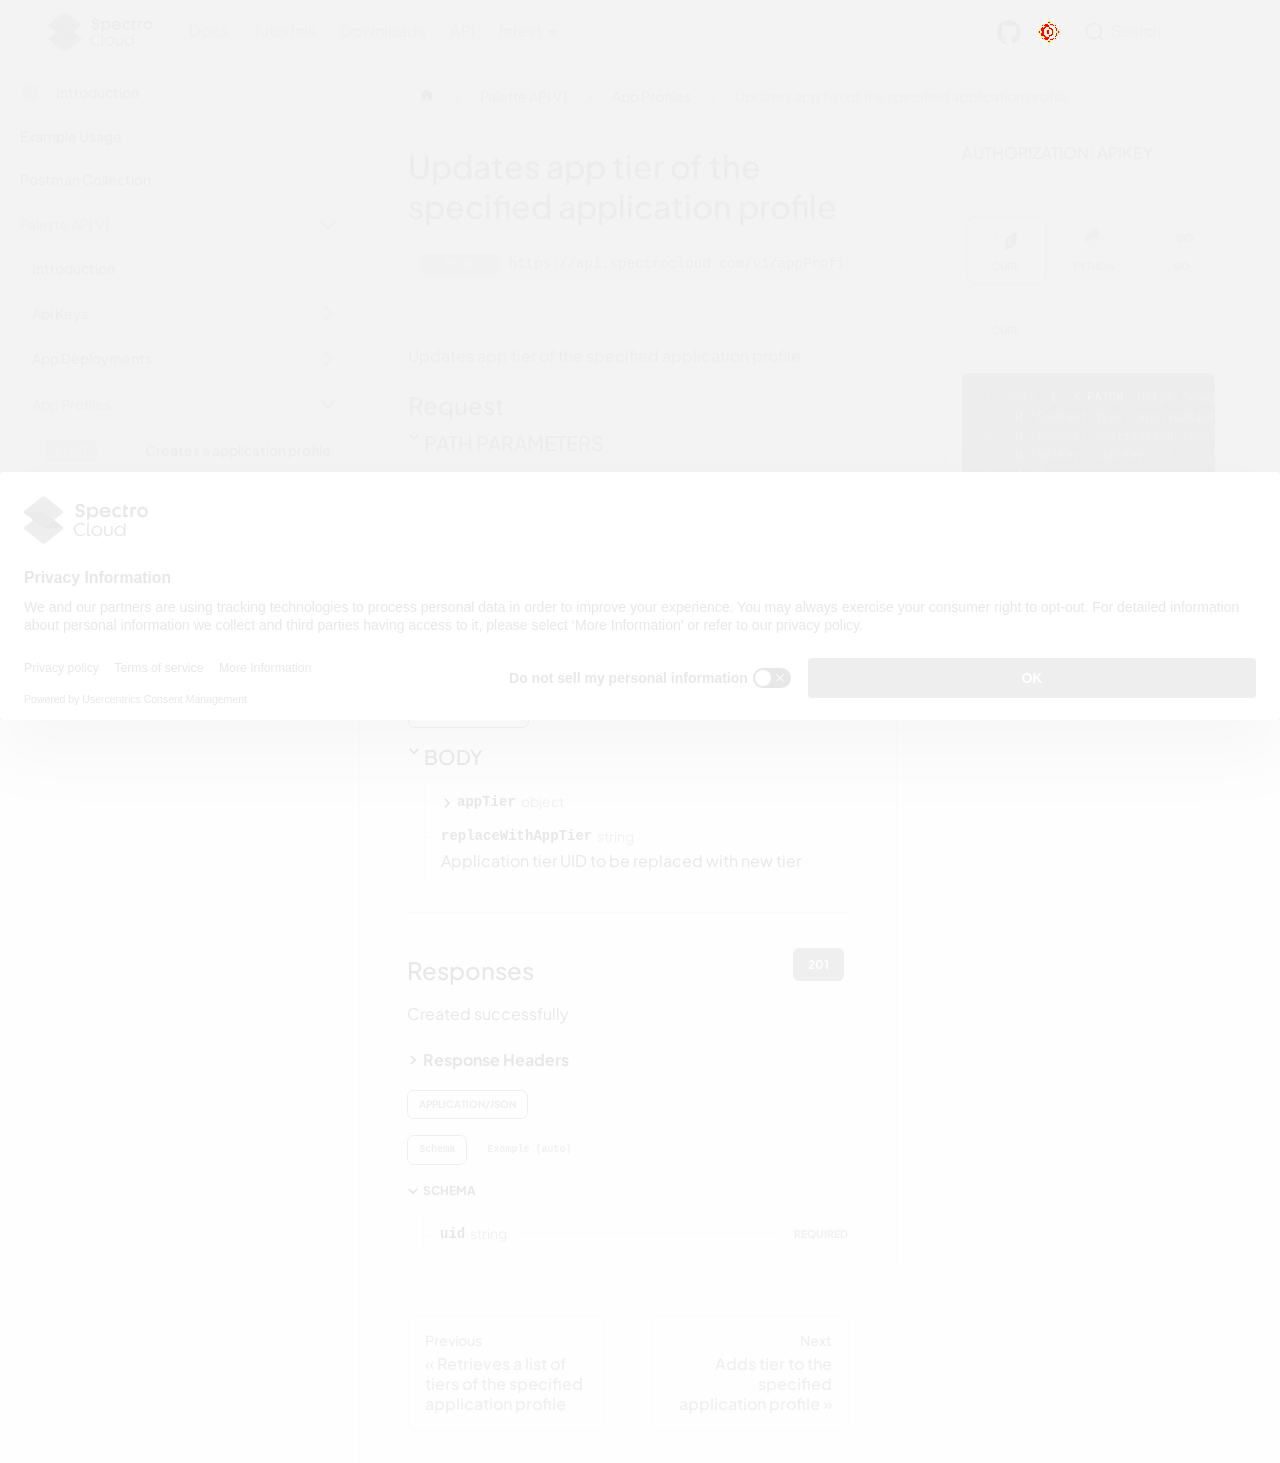 Spectro
Cloud
Docs Tutorials Downloads API latest
Search
Introduction
Example Usage
Postman Collection
Palette API V1
Introduction
Api Keys
App Deployments
App Profiles
Creates a application profile
Palette API V1
App Profiles
Updates app tier of the specified application profile
Updates app tier of the
specified application profile
https://api.spectrocloud.com/v1/appProfi
Updates app tier of the specified application profile
Request
PATH PARAMETERS
AUTHORIZATION: APIKEY
CURL
PYTHON
GO
CURL
Spectro
Cloud
Privacy Information
We and our partners are using tracking technologies to process personal data in order to improve your experience. You may always exercise your consumer right to opt-out. For detailed information
about personal information we collect and third parties having access to it, please select 'More Information' or refer to our privacy policy.
Privacy policy Terms of service More Information
Powered by Usercentrics Consent Management
Do not sell my personal information
OK
BODY
appTier object
replaceWithAppTier string
Application tier UID to be replaced with new tier
Responses
201
Created successfully
Response Headers
APPLICATION/JSON
Schema Example (auto)
SCHEMA
uid string REQUIRED
Previous
« Retrieves a list of
tiers of the specified
application profile
Next
Adds tier to the
specified
application profile »